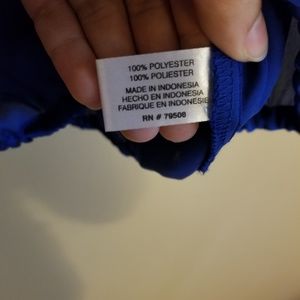 100% POLYESTER
100% POLIESTER
MADE IN INDONESIA
HECHO EN INDONESIA
FABRIQUE EN INDONESIE
RN # 79508